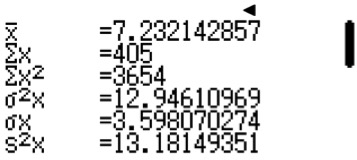 x̄ =7.232142857
Σx =405
Σx² =3654
σ²x =12.94610969
σx =3.598070274
s²x =13.18149351